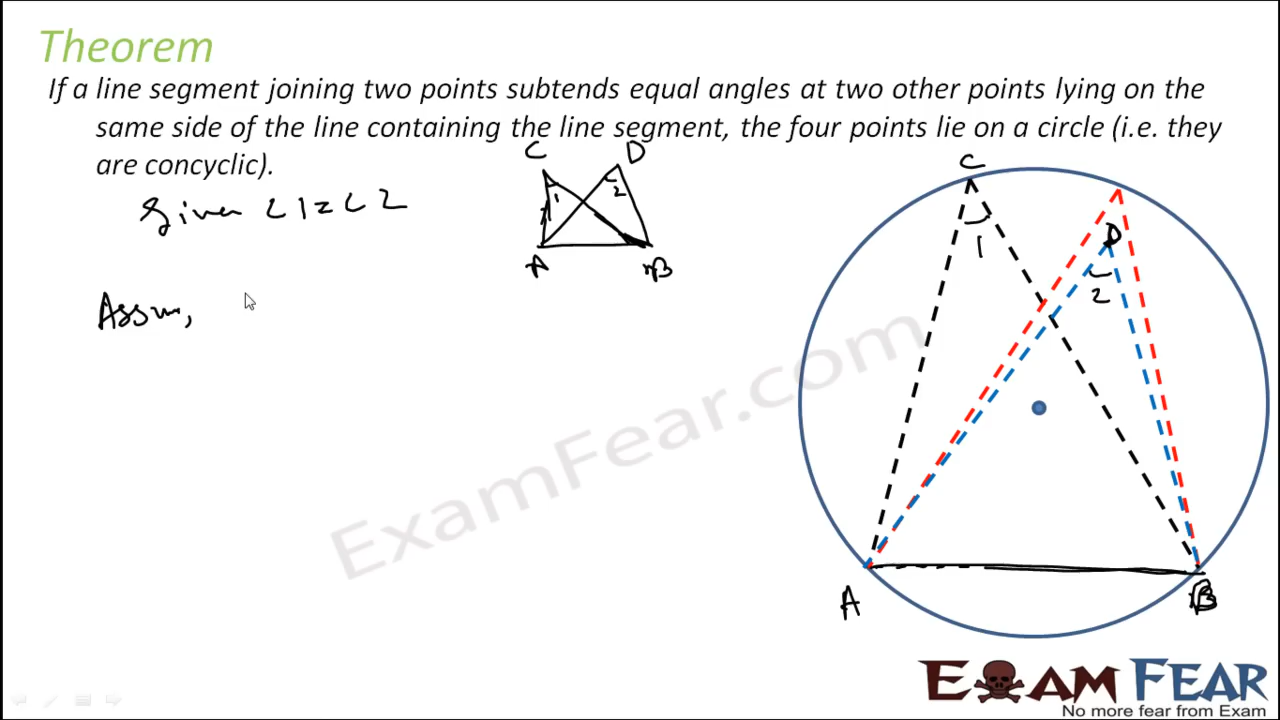 Theorem
If a line segment joining two points subtends equal angles at two other points lying on the
same side of the line containing the line segment, the four points lie on a circle (i.e. they
are concyclic).
C D
1 2
A B
Given ∠1=∠2
Assum,
C
D
1
2
A B
ExamFear.com
EXAM FEAR
No more fear from Exam